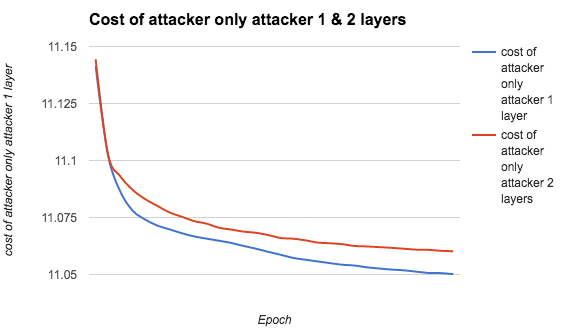 Cost of attacker only attacker 1 & 2 layers
cost of attacker only attacker 1 layer
11.15
11.125
11.1
11.075
11.05
Epoch
cost of
attacker
only
attacker 1
layer
cost of
attacker
only
attacker 2
layers